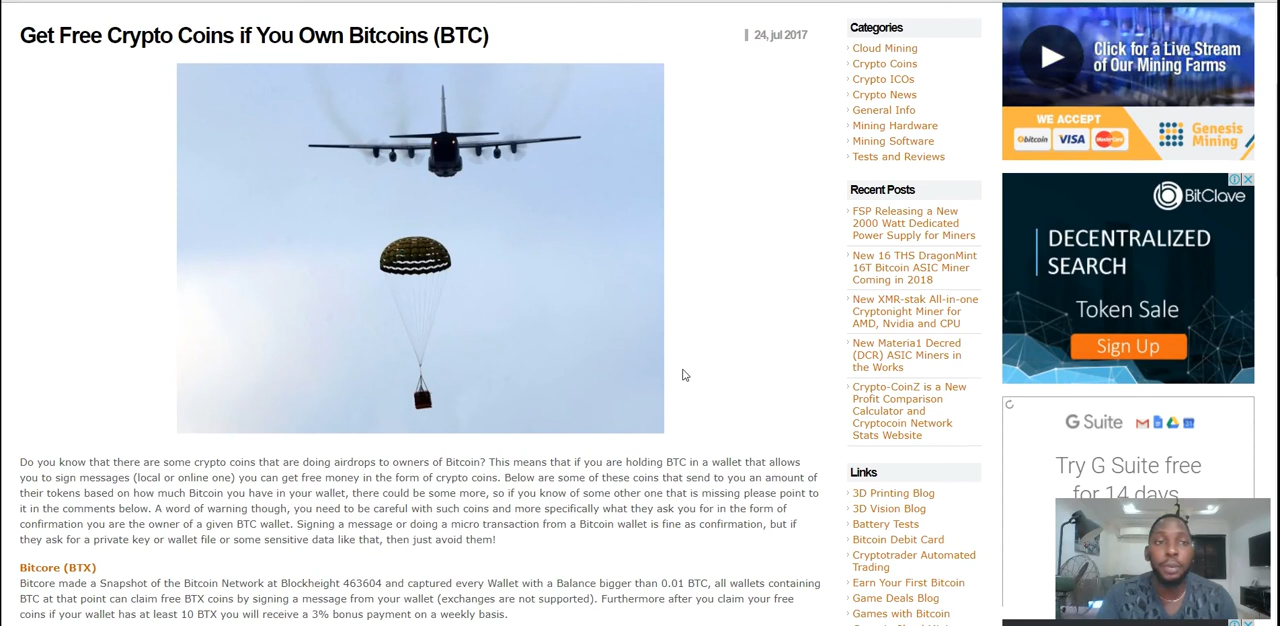 Get Free Crypto Coins if You Own Bitcoins (BTC)
24, jul 2017
Do you know that there are some crypto coins that are doing airdrops to owners of Bitcoin? This means that if you are holding BTC in a wallet that allows
you to sign messages (local or online one) you can get free money in the form of crypto coins. Below are some of these coins that send to you an amount of
their tokens based on how much Bitcoin you have in your wallet, there could be some more, so if you know of some other one that is missing please point to
it in the comments below. A word of warning though, you need to be careful with such coins and more specifically what they ask you for in the form of
confirmation you are the owner of a given BTC wallet. Signing a message or doing a micro transaction from a Bitcoin wallet is fine as confirmation, but if
they ask for a private key or wallet file or some sensitive data like that, then just avoid them!
Bitcore (BTX)
Bitcore made a Snapshot of the Bitcoin Network at Blockheight 463604 and captured every Wallet with a Balance bigger than 0.01 BTC, all wallets containing
BTC at that point can claim free BTX coins by signing a message from your wallet (exchanges are not supported). Furthermore after you claim your free
coins if your wallet has at least 10 BTX you will receive a 3% bonus payment on a weekly basis.
Categories
Cloud Mining
Crypto Coins
Crypto ICOs
Crypto News
General Info
Mining Hardware
Mining Software
Tests and Reviews
Recent Posts
FSP Releasing a New
2000 Watt Dedicated
Power Supply for Miners
New 16 THS DragonMint
16T Bitcoin ASIC Miner
Coming in 2018
New XMR-stak All-in-one
Cryptonight Miner for
AMD, Nvidia and CPU
New Materia1 Decred
(DCR) ASIC Miners in
the Works
Crypto-CoinZ is a New
Profit Comparison
Calculator and
Cryptocoin Network
Stats Website
Links
3D Printing Blog
3D Vision Blog
Battery Tests
Bitcoin Debit Card
Cryptotrader Automated
Trading
Earn Your First Bitcoin
Game Deals Blog
Games with Bitcoin
Click for a Live Stream
of Our Mining Farms
WE ACCEPT
bitcoin VISA MasterCard
Genesis
Mining
BitClave
DECENTRALIZED
SEARCH
Token Sale
Sign Up
G Suite
Try G Suite free
for 14 days